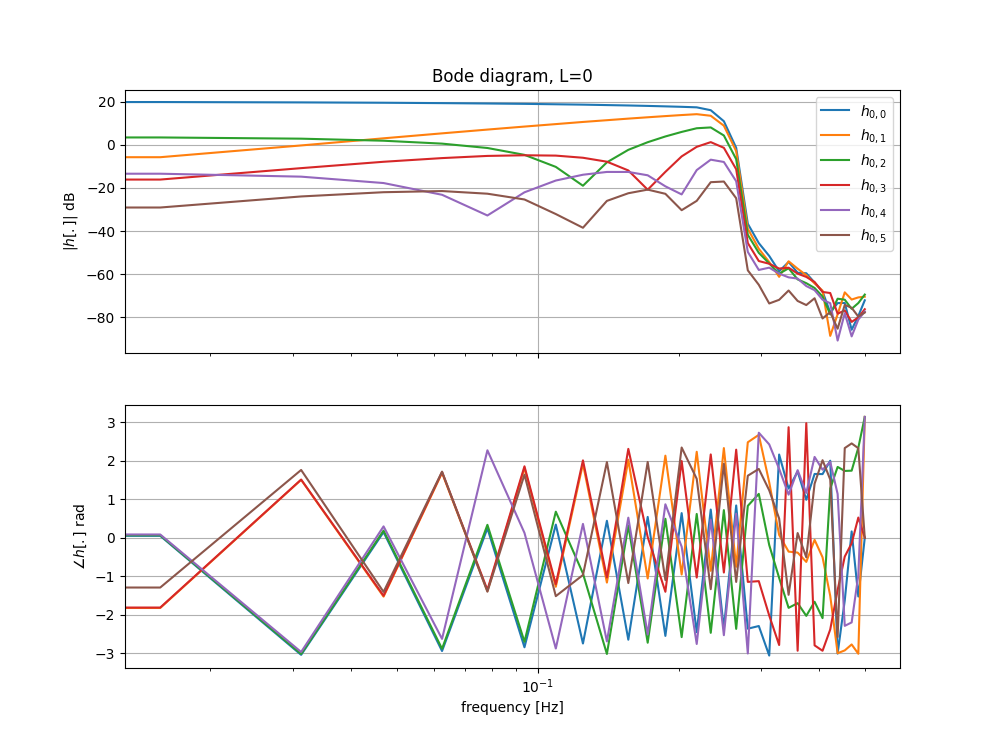 Bode diagram, L=0
20
0
−20
−40
−60
−80
|h[.]| dB
h0,0
h0,1
h0,2
h0,3
h0,4
h0,5
3
2
1
0
−1
−2
−3
∠h[.] rad
10−1
frequency [Hz]